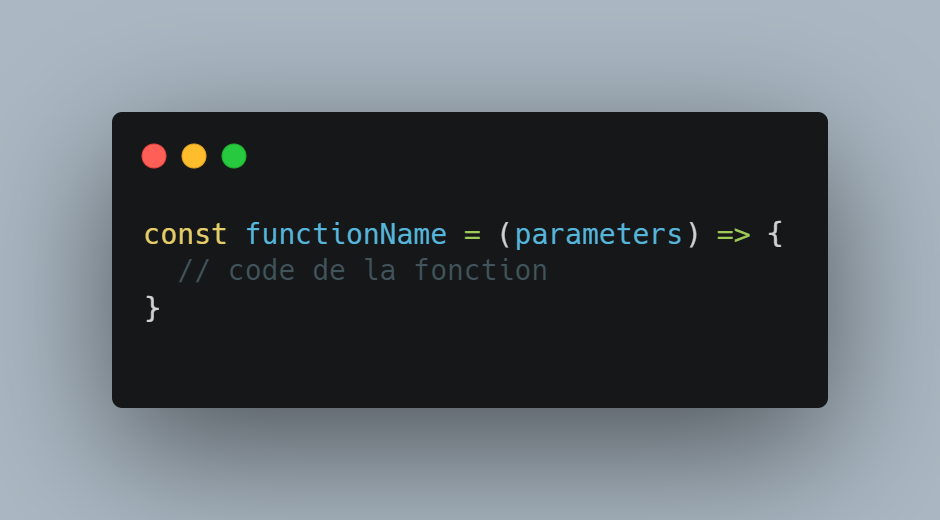 const functionName = (parameters) => {
  // code de la fonction
}